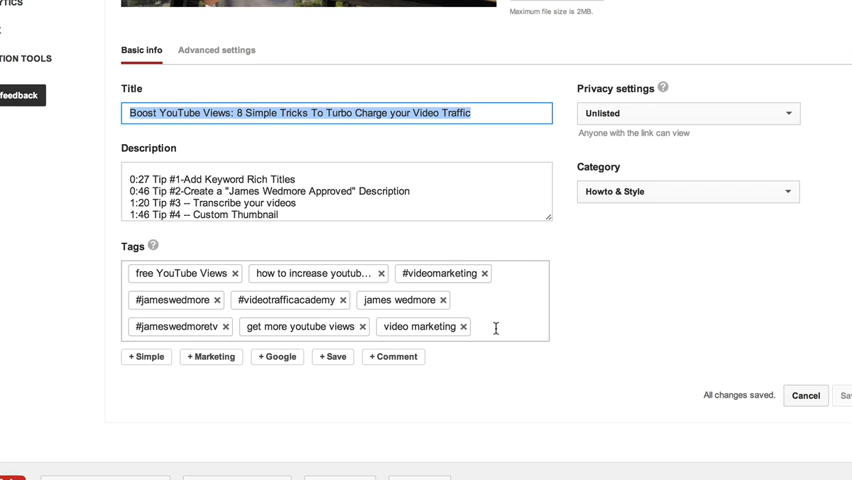 YTICS
Maximum file size is 2MB.
Basic info Advanced settings
TION TOOLS
feedback
Title
Privacy settings ?
Boost YouTube Views: 8 Simple Tricks To Turbo Charge your Video Traffic
Unlisted
Anyone with the link can view
Description
Category
0:27 Tip #1-Add Keyword Rich Titles
0:46 Tip #2-Create a "James Wedmore Approved" Description
1:20 Tip #3 -- Transcribe your videos
1:46 Tip #4 -- Custom Thumbnail
Howto & Style
Tags ?
free YouTube Views × how to increase youtub... × #videomarketing ×
#jameswedmore × #videotrafficacademy × james wedmore ×
#jameswedmoretv × get more youtube views × video marketing ×
+ Simple + Marketing + Google + Save + Comment
All changes saved. Cancel Sa